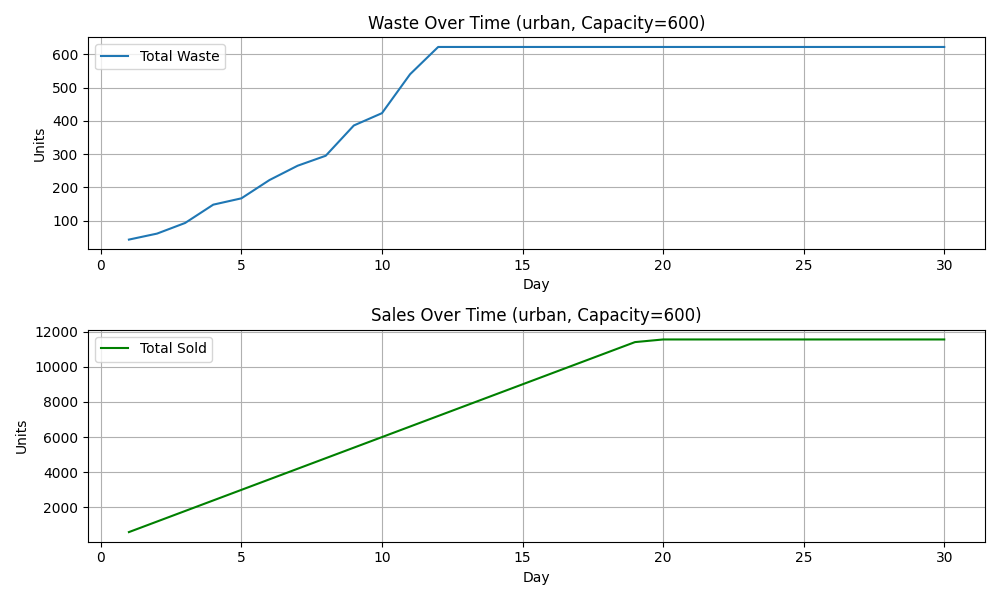 Waste Over Time (urban, Capacity=600)
Total Waste
Units
600
500
400
300
200
100
0 5 10 15 20 25 30
Day
Sales Over Time (urban, Capacity=600)
Total Sold
Units
12000
10000
8000
6000
4000
2000
0 5 10 15 20 25 30
Day